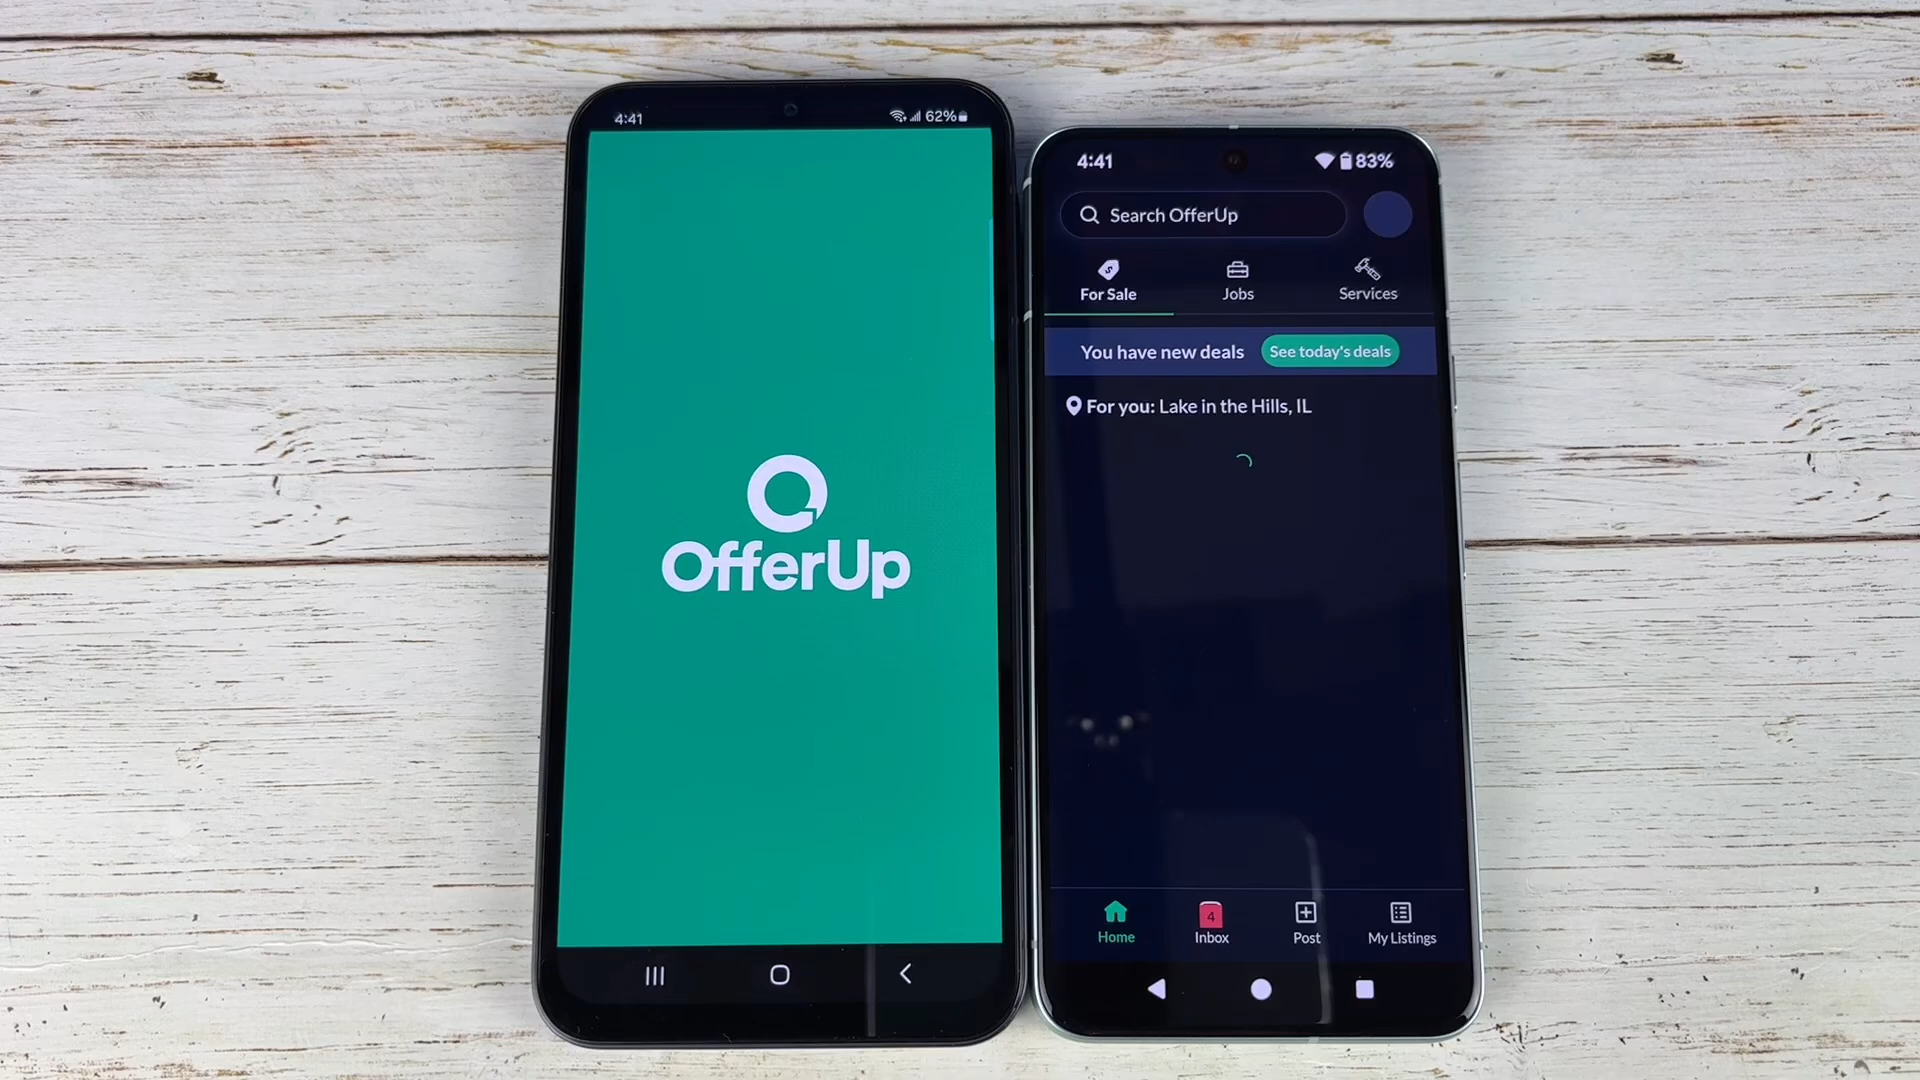 4:41
62%
OfferUp
4:41
83%
Search OfferUp
For Sale
Jobs
Services
You have new deals
See today's deals
For you: Lake in the Hills, IL
4
Home
Inbox
Post
My Listings